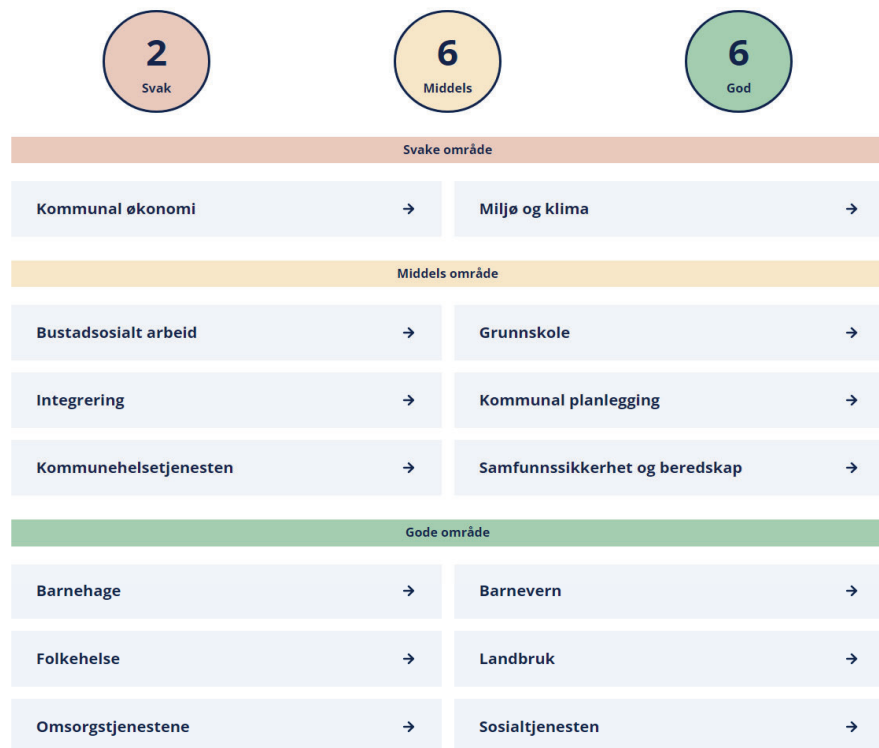 2
Svak
6
Middels
6
God
Svake område
Kommunal økonomi →
Miljø og klima →
Middels område
Bustadsosialt arbeid →
Grunnskole →
Integrering →
Kommunal planlegging →
Kommunehelsetjenesten →
Samfunnssikkerhet og beredskap →
Gode område
Barnehage →
Barnevern →
Folkehelse →
Landbruk →
Omsorgstjenestene →
Sosialtjenesten →